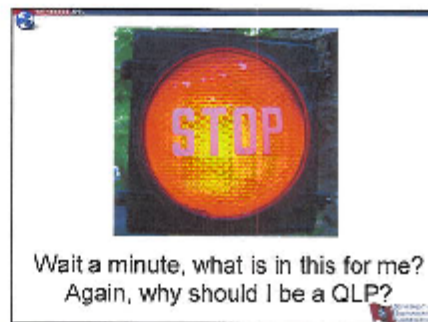 STOP
Wait a minute, what is in this for me?
Again, why should I be a QLP?